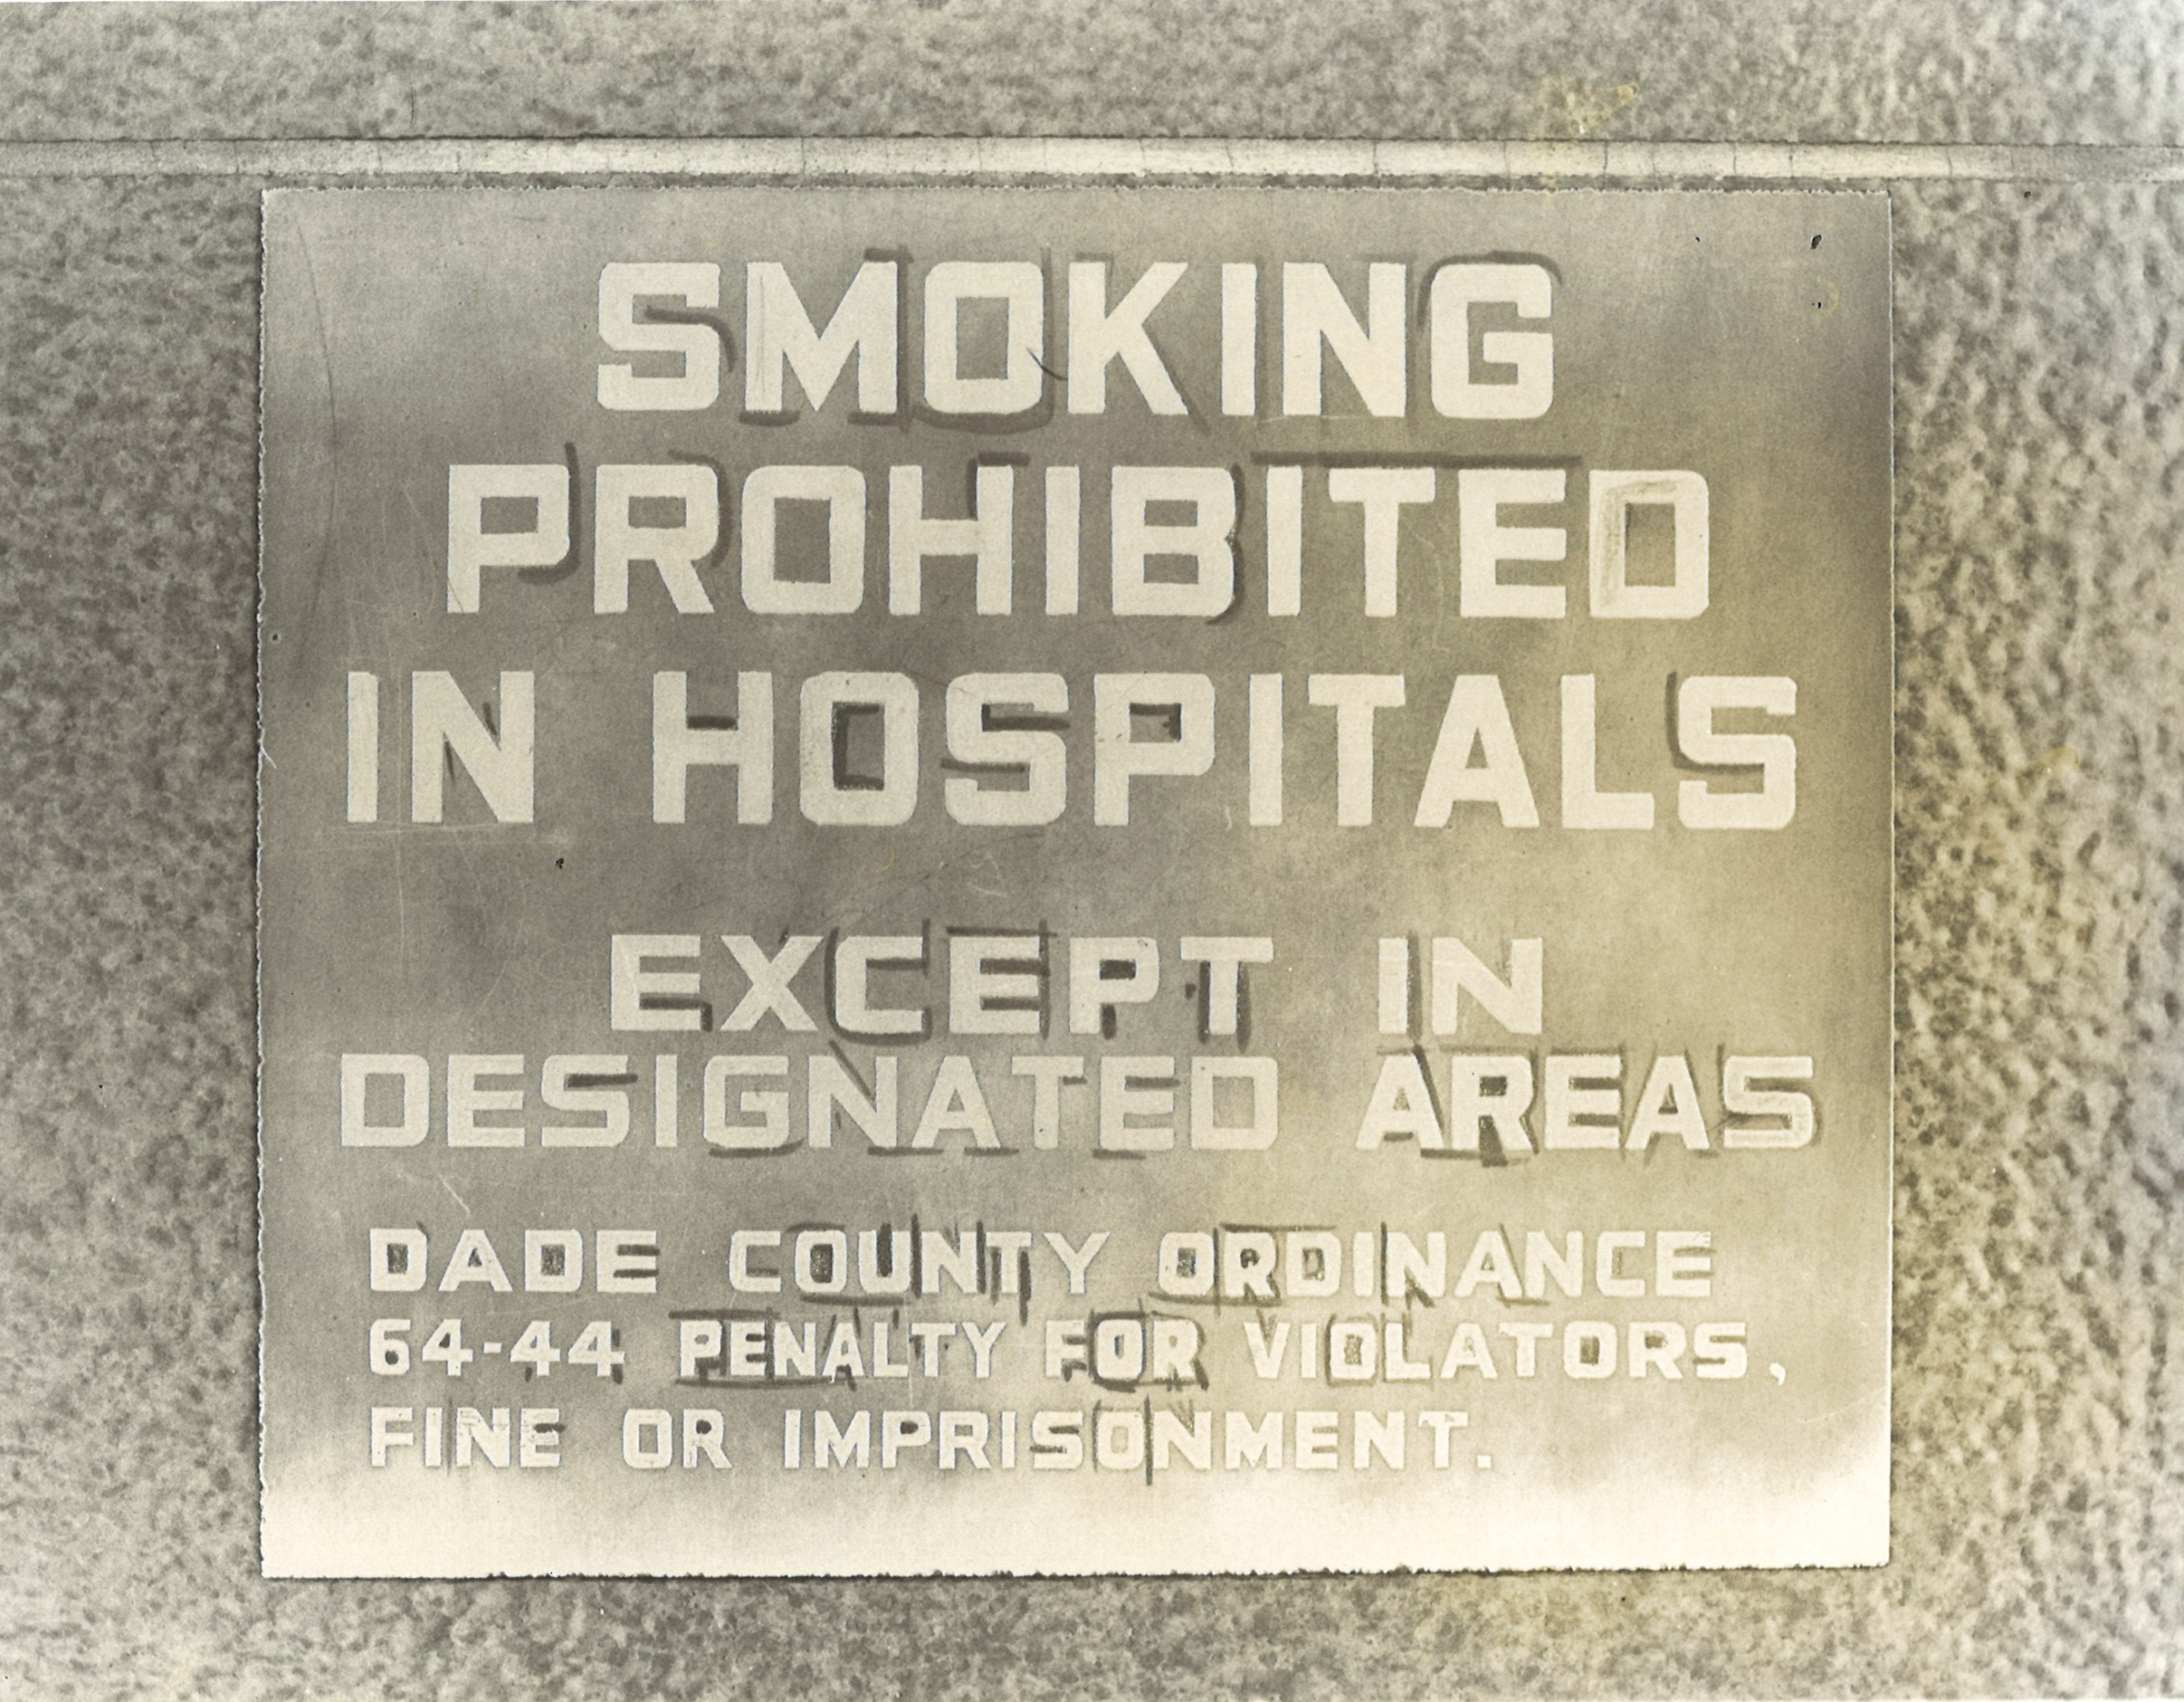 SMOKING
PROHIBITED
IN HOSPITALS
EXCEPT IN
DESIGNATED AREAS
DADE COUNTY ORDINANCE
64-44 PENALTY FOR VIOLATORS,
FINE OR IMPRISONMENT.